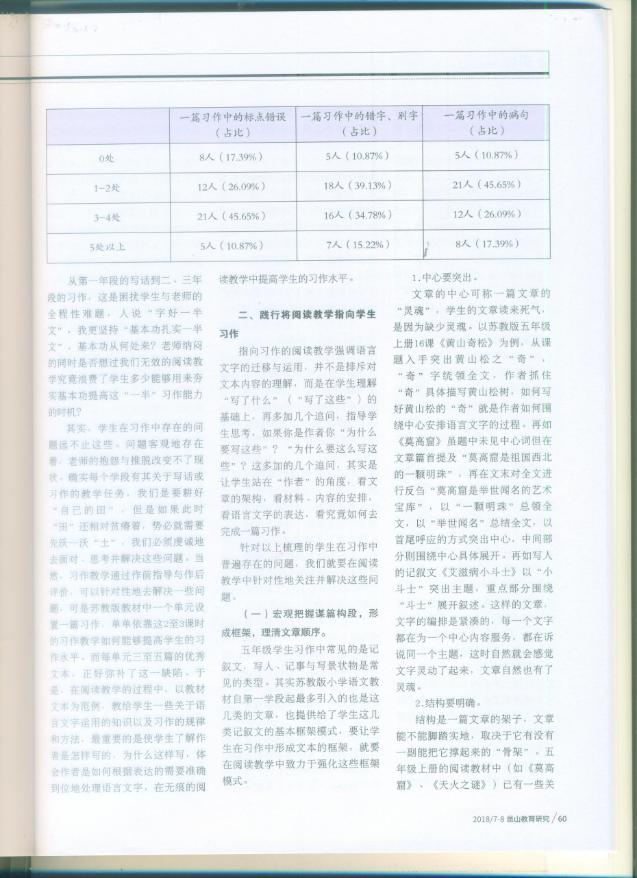 一篇习作中的标点错误（占比） 一篇习作中的错字、别字（占比） 一篇习作中的病句（占比）
0处 8人（17.39%） 5人（10.87%） 5人（10.87%）
1-2处 12人（26.09%） 18人（39.13%） 21人（45.65%）
3-4处 21人（45.65%） 16人（34.78%） 12人（26.09%）
5处以上 5人（10.87%） 7人（15.22%） 8人（17.39%）
从第一年段的写话到二、三年
段的习作，这是困扰学生与老师的
全程性难题，人说“字好一半
文”，我更坚持“基本功扎实一半
文”。基本功从何处来？老师纳闷
的同时是否想过我们无效的阅读教
学究竟浪费了学生多少能够用来夯
实基本功提高这“一半”习作能力
的时机？
其实，学生在习作中存在的问
题远不止这些。问题客观地存在
着，老师的抱怨与推脱改变不了现
状。确实每个学段有其关于写话或
习作的教学任务，我们是要耕好
“自己的田”，但是如果此时
“田”还相对贫瘠着，势必就需要
先沃一沃“土”，我们必须虔诚地
去面对、思考并解决这些问题。当
然，习作教学通过作前指导与作后
评价，可以针对性地去解决一些问
题，可是苏教版教材中一个单元设
置一篇习作，单单依靠这2至3课时
的习作教学如何能够提高学生的习
作水平。而每单元三至五篇的优秀
文本，正好弥补了这一缺陷。于
是，在阅读教学的过程中，以教材
文本为范例，教给学生一些关于语
言文字运用的知识以及习作的规律
和方法，最重要的是使学生了解作
者是怎样写的，为什么这样写，体
会作者是如何根据表达的需要准确
到位地处理语言文字，在无痕的阅
读教学中提高学生的习作水平。
二、践行将阅读教学指向学生
习作
指向习作的阅读教学强调语言
文字的迁移与运用，并不是排斥对
文本内容的理解，而是在学生理解
“写了什么”（“写了这些”）的
基础上，再多加几个追问，指导学
生思考，如果你是作者你“为什么
要写这些”？“为什么要这么写这
些”？这多加的几个追问，其实是
让学生站在“作者”的角度，看文
章的架构，看材料、内容的安排，
看语言文字的表达，看究竟如何去
完成一篇习作。
针对以上梳理的学生在习作中
普遍存在的问题，我们就要在阅读
教学中针对性地关注并解决这些问
题。
（一）宏观把握谋篇构段，形
成框架，理清文章顺序。
五年级学生习作中常见的是记
叙文，写人、记事与写景状物是常
见的类型。其实苏教版小学语文教
材自第一学段起最多引入的也是这
几类的文章，也提供给了学生这几
类记叙文的基本框架模式，要让学
生在习作中形成文本的框架，就要
在阅读教学中致力于强化这些框架
模式。
1.中心要突出。
文章的中心可称一篇文章的
“灵魂”，学生的文章读来死气，
是因为缺少灵魂。以苏教版五年级
上册16课《黄山奇松》为例，从课
题入手突出黄山松之“奇”，
“奇”字统领全文，作者抓住
“奇”具体描写黄山松树，如何写
好黄山松的“奇”就是作者如何围
绕中心安排语言文字的过程。再如
《莫高窟》虽题中未见中心词但在
文章篇首提及“莫高窟是祖国西北
的一颗明珠”，再在文末对全文进
行反刍“莫高窟是举世闻名的艺术
宝库”，以“一颗明珠”总领全
文，以“举世闻名”总结全文，以
首尾呼应的方式突出中心，中间部
分则围绕中心具体展开。再如写人
的记叙文《艾滋病小斗士》以“小
斗士”突出主题，重点部分围绕
“斗士”展开叙述。这样的文章，
文字的编排是紧凑的，每一个文字
都在为一个中心内容服务，都在诉
说同一个主题，这时自然就会感觉
文字灵动了起来，文章自然也有了
灵魂。
2.结构要明确。
结构是一篇文章的架子，文章
能不能脚踏实地，取决于它有没有
一副能把它撑起来的“骨架”。五
年级上册的阅读教材中（如《莫高
窟》、《天火之谜》）已有一些关
2018/7-8 昆山教育研究/60